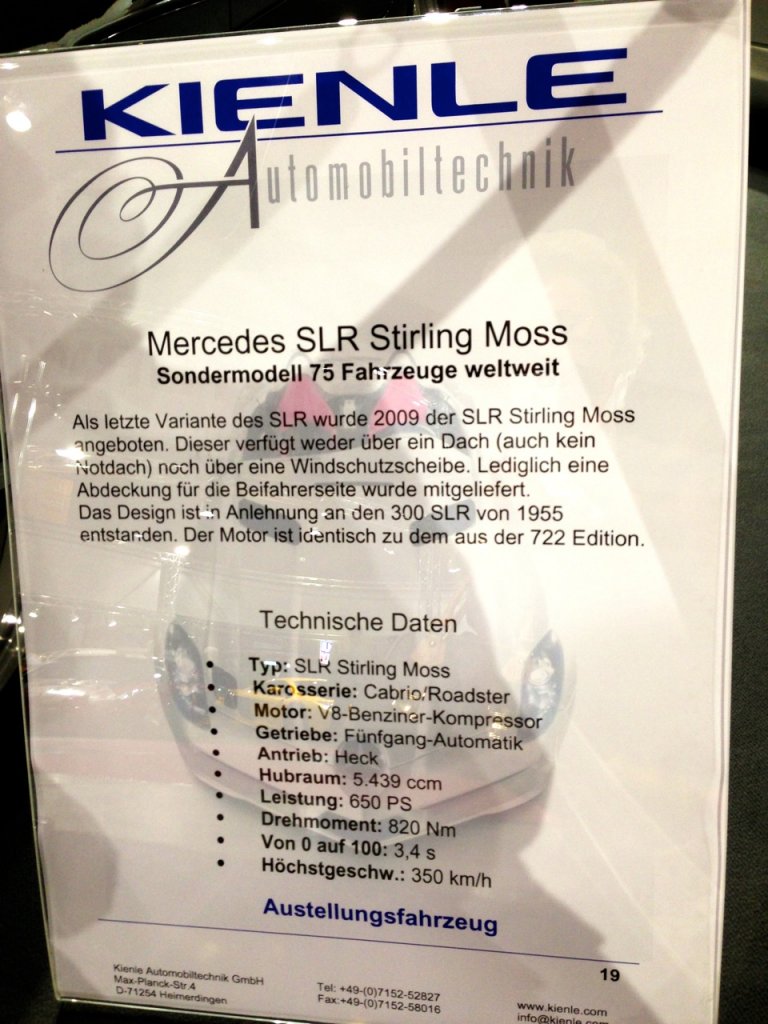 KIENLE
Automobiltechnik
Mercedes SLR Stirling Moss
Sondermodell 75 Fahrzeuge weltweit
Als letzte Variante des SLR wurde 2009 der SLR Stirling Moss
angeboten. Dieser verfügt weder über ein Dach (auch kein
Notdach) noch über eine Windschutzscheibe. Lediglich eine
Abdeckung für die Beifahrerseite wurde mitgeliefert.
Das Design ist in Anlehnung an den 300 SLR von 1955
entstanden. Der Motor ist identisch zu dem aus der 722 Edition.
Technische Daten
• Typ: SLR Stirling Moss
• Karosserie: Cabrio/Roadster
• Motor: V8-Benziner-Kompressor
• Getriebe: Fünfgang-Automatik
• Antrieb: Heck
• Hubraum: 5.439 ccm
• Leistung: 650 PS
• Drehmoment: 820 Nm
• Von 0 auf 100: 3,4 s
• Höchstgeschw.: 350 km/h
Austellungsfahrzeug
19
Kienle Automobiltechnik GmbH
Max-Planck-Str.4
D-71254 Heimerdingen
Tel: +49-(0)7152-52827
Fax:+49-(0)7152-58016
www.kienle.com
info@kienle.com